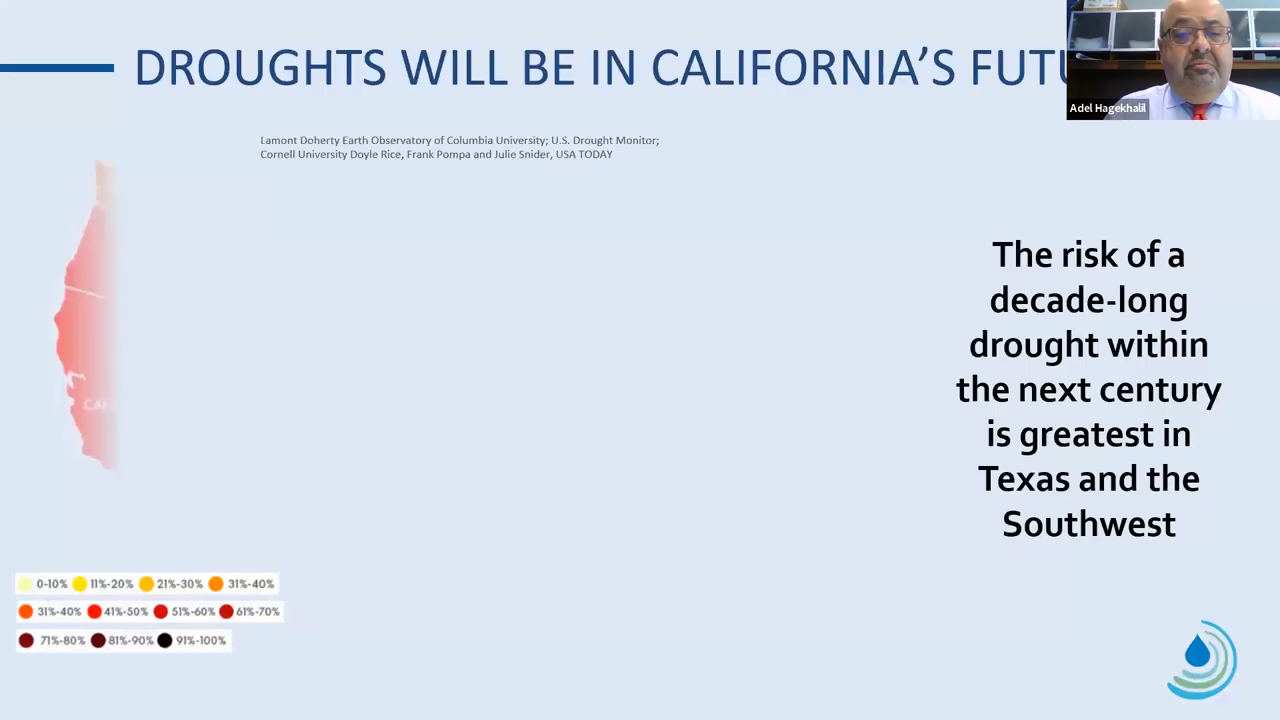 DROUGHTS WILL BE IN CALIFORNIA'S FUTU
Adel Hagekhalil
Lamont Doherty Earth Observatory of Columbia University; U.S. Drought Monitor;
Cornell University Doyle Rice, Frank Pompa and Julie Snider, USA TODAY
The risk of a
decade-long
drought within
the next century
is greatest in
Texas and the
Southwest
CAL
0-10% 11%-20% 21%-30% 31%-40%
31%-40% 41%-50% 51%-60% 61%-70%
71%-80% 81%-90% 91%-100%